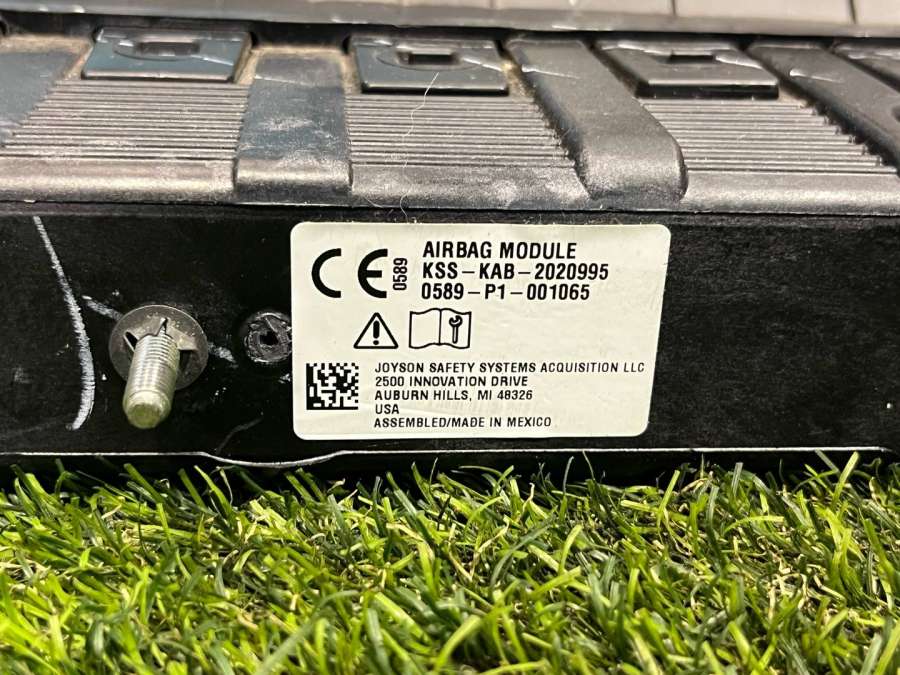 CE 0589
AIRBAG MODULE
KSS-KAB-2020995
0589-P1-001065
JOYSON SAFETY SYSTEMS ACQUISITION LLC
2500 INNOVATION DRIVE
AUBURN HILLS, MI 48326
USA
ASSEMBLED/MADE IN MEXICO